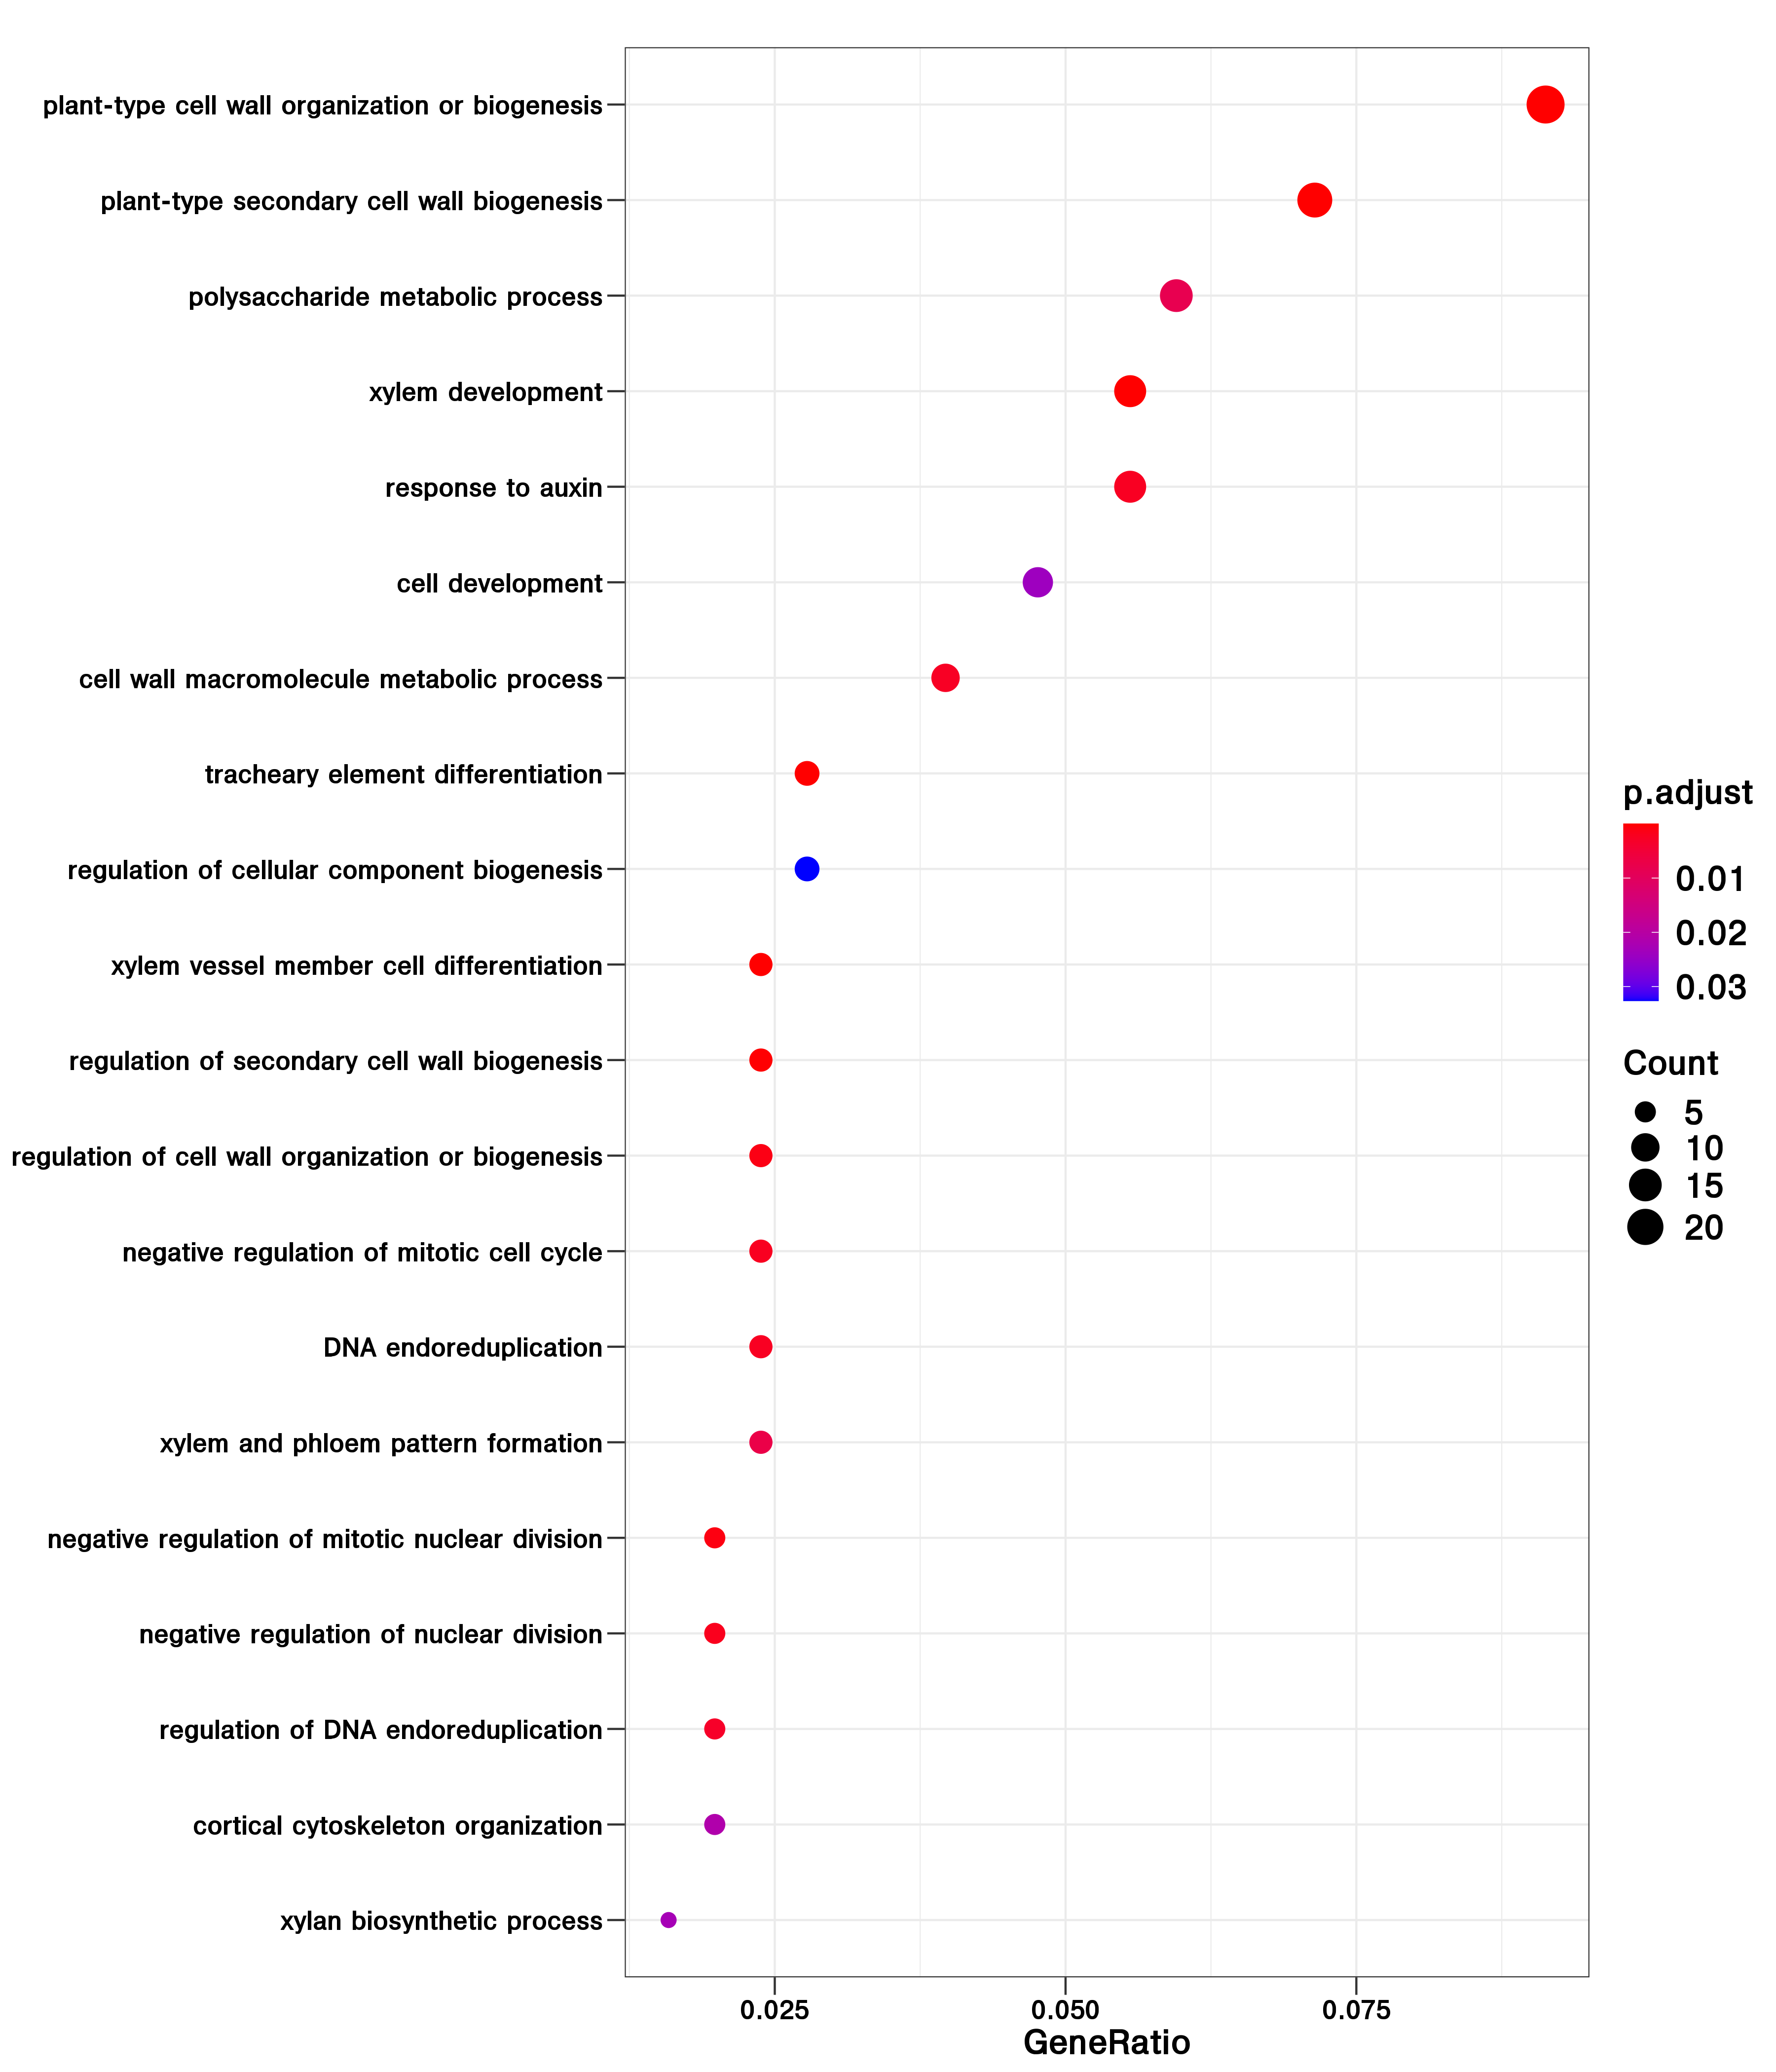 plant-type cell wall organization or biogenesis
plant-type secondary cell wall biogenesis
polysaccharide metabolic process
xylem development
response to auxin
cell development
cell wall macromolecule metabolic process
tracheary element differentiation
regulation of cellular component biogenesis
xylem vessel member cell differentiation
regulation of secondary cell wall biogenesis
regulation of cell wall organization or biogenesis
negative regulation of mitotic cell cycle
DNA endoreduplication
xylem and phloem pattern formation
negative regulation of mitotic nuclear division
negative regulation of nuclear division
regulation of DNA endoreduplication
cortical cytoskeleton organization
xylan biosynthetic process
0.025 0.050 0.075
GeneRatio
p.adjust
0.01
0.02
0.03
Count
5
10
15
20